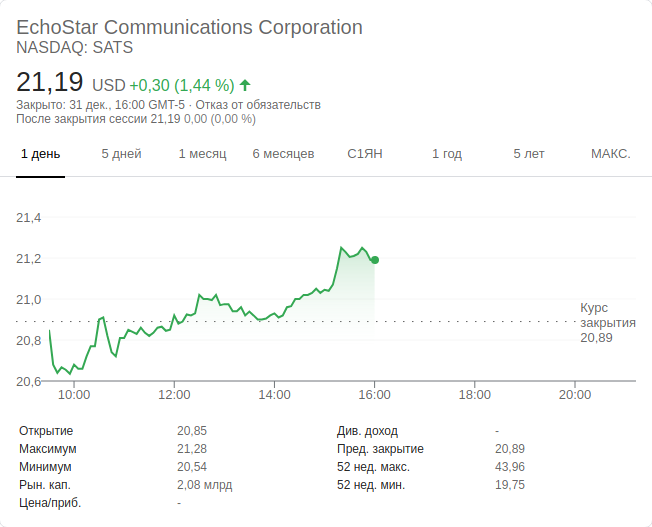 EchoStar Communications Corporation
NASDAQ: SATS
21,19 USD +0,30 (1,44 %)
Закрыто: 31 дек., 16:00 GMT-5 · Отказ от обязательств
После закрытия сессии 21,19 0,00 (0,00 %)
1 день 5 дней 1 месяц 6 месяцев С1ЯН 1 год 5 лет МАКС.
21,4
21,2
21,0
20,8
20,6
Курс
закрытия
20,89
10:00 12:00 14:00 16:00 18:00 20:00
Открытие 20,85 Див. доход -
Максимум 21,28 Пред. закрытие 20,89
Минимум 20,54 52 нед. макс. 43,96
Рын. кап. 2,08 млрд 52 нед. мин. 19,75
Цена/приб. -